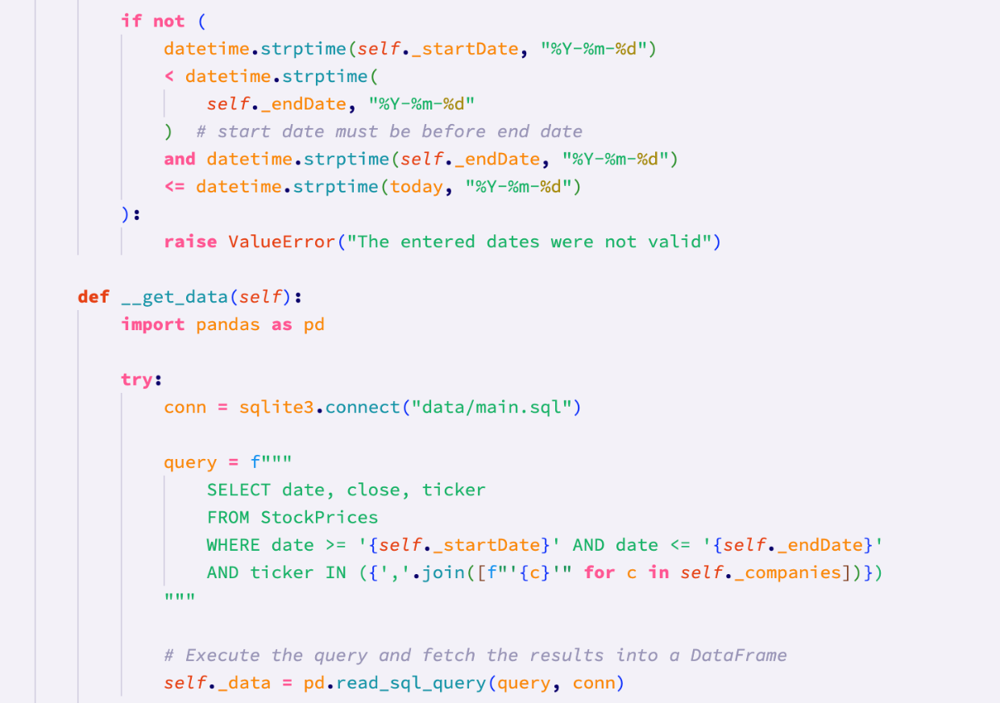 if not (
datetime.strptime(self._startDate, "%Y-%m-%d")
< datetime.strptime(
self._endDate, "%Y-%m-%d"
) # start date must be before end date
and datetime.strptime(self._endDate, "%Y-%m-%d")
<= datetime.strptime(today, "%Y-%m-%d")
):
raise ValueError("The entered dates were not valid")
def __get_data(self):
import pandas as pd
try:
conn = sqlite3.connect("data/main.sql")
query = f"""
SELECT date, close, ticker
FROM StockPrices
WHERE date >= '{self._startDate}' AND date <= '{self._endDate}'
AND ticker IN ({','.join([f"'{c}'" for c in self._companies])})
"""
# Execute the query and fetch the results into a DataFrame
self._data = pd.read_sql_query(query, conn)